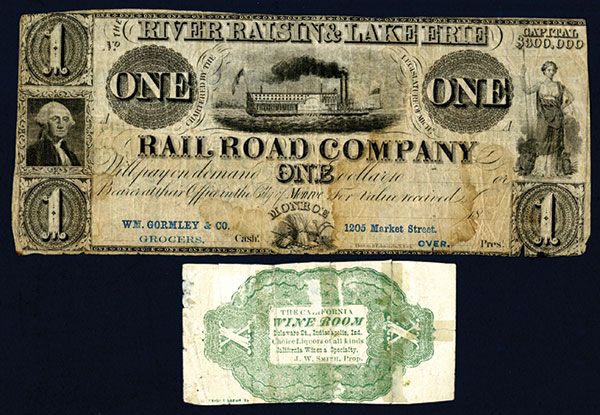 No THE
RIVER RAISIN & LAKE ERIE
CAPITAL
$300,000
1
ONE
CHARTERED BY THE
LEGISLATURE OF MICH.
ONE
A
A
RAIL ROAD COMPANY
Will pay on demand ONE Dollar to or
Bearer at their Office in the City of Monroe For value received
MONROE
18
1
1
WM. GORMLEY & CO.
GROCERS.
Cash.
1205 Market Street.
OVER.
Pres.
THE CALIFORNIA
WINE ROOM
Delaware St., Indianapolis, Ind.
Choice Liquors of all kinds
California Wines a Specialty.
J. W. SMITH, Prop.
X
X